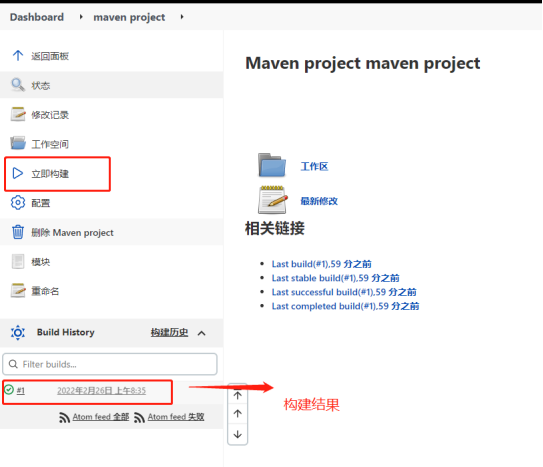 Dashboard maven project
返回面板
状态
修改记录
工作空间
立即构建
配置
删除 Maven project
模块
重命名
Build History 构建历史
Filter builds...
#1 2022年2月26日 上午8:35
Atom feed 全部 Atom feed 失败
Maven project maven project
工作区
最新修改
相关链接
Last build(#1),59 分之前
Last stable build(#1),59 分之前
Last successful build(#1),59 分之前
Last completed build(#1),59 分之前
构建结果